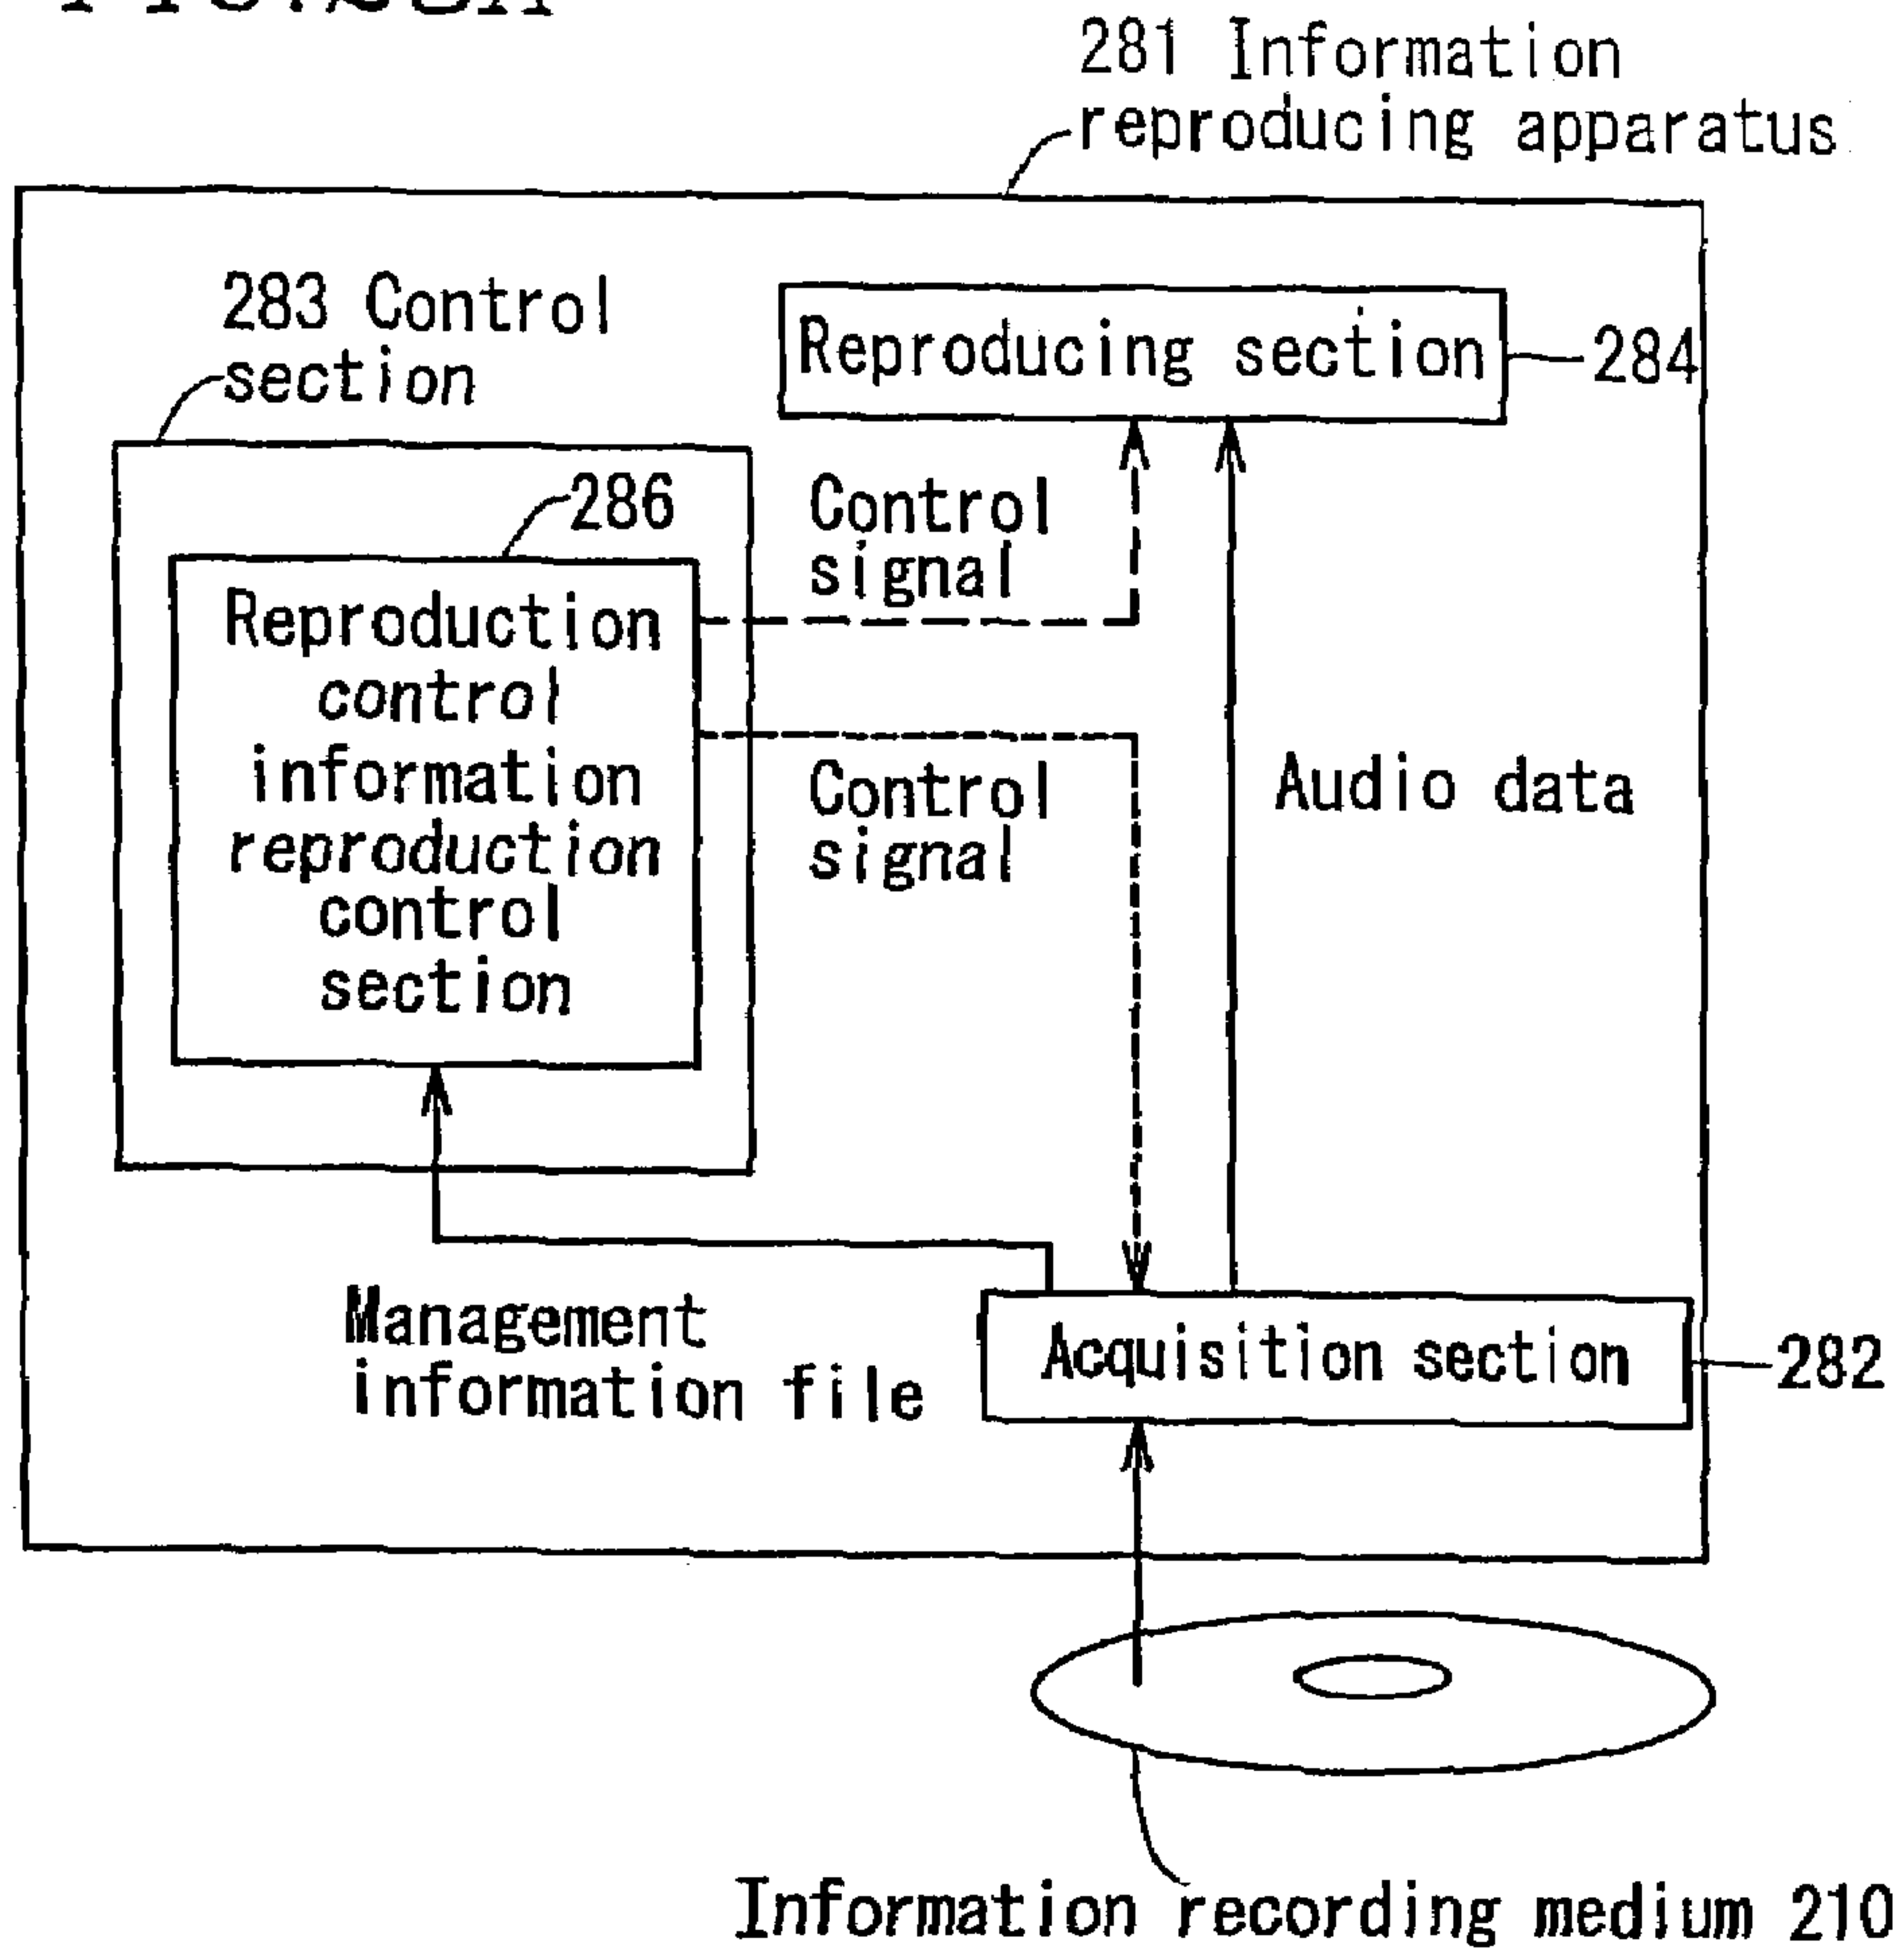 281 Information
reproducing apparatus
283 Control
section
Reproducing section
284
286
Control
signal
Reproduction
control
information
reproduction
control
section
Control
signal
Audio data
Management
information file
Acquisition section
282
Information recording medium 210